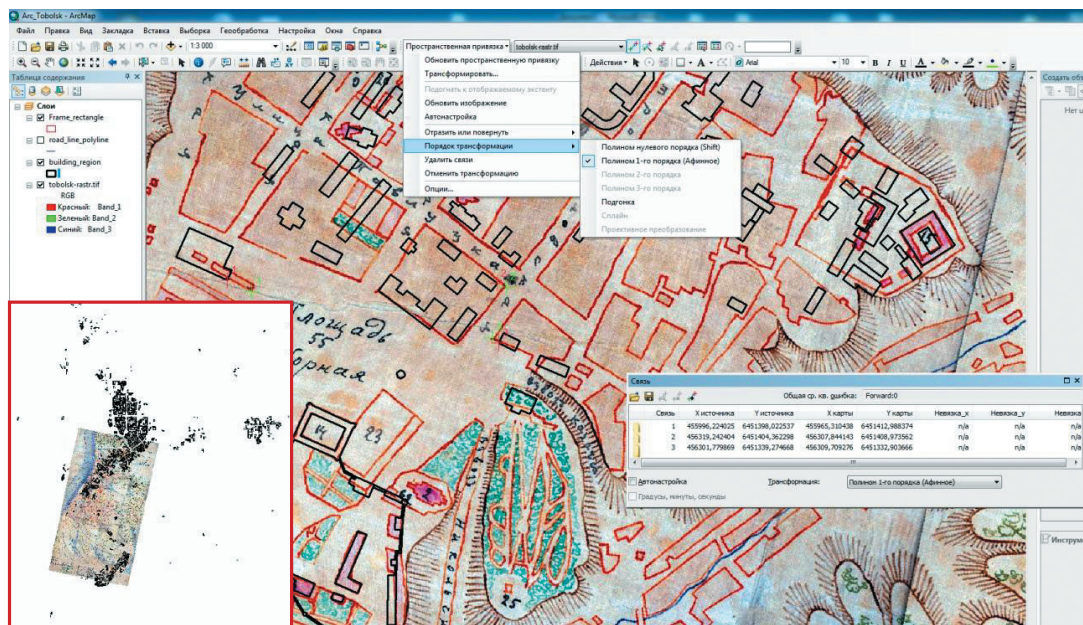 Arc_Tobolsk - ArcMap
Файл Правка Вид Закладки Вставка Выборка Геообработка Настройка Окна Справка
1:3 000
Пространственная привязка
tobolsk-rastr.tif
Действия
Arial
10
Таблица содержания
Слои
Frame_rectangle
road_line_polyline
building_region
tobolsk-rastr.tif
RGB
Красный: Band_1
Зеленый: Band_2
Синий: Band_3
Обновить пространственную привязку
Трансформировать...
Подогнать к отображаемому экстенту
Обновить изображение
Автонастройка
Отразить или повернуть
Порядок трансформации
Удалить связи
Отменить трансформацию
Опции...
Полином нулевого порядка (Shift)
Полином 1-го порядка (Афинное)
Полином 2-го порядка
Полином 3-го порядка
Подгонка
Сплайн
Проективное преобразование
Создать объ
Нет ш
Инструм
площадь
55
орная
14
23
25
Связь
Общая ср. кв. ошибка: Forward:0
Связь X источника Y источника X карты Y карты Невязка_x Невязка_y Невязка
1 455996,224025 6451398,022537 455965,310438 6451412,988374 n/a n/a n/a
2 456319,242404 6451404,362298 456307,844143 6451408,973562 n/a n/a n/a
3 456301,779869 6451339,274668 456309,709276 6451332,903666 n/a n/a n/a
Автонастройка Трансформация: Полином 1-го порядка (Афинное)
Градусы, минуты, секунды